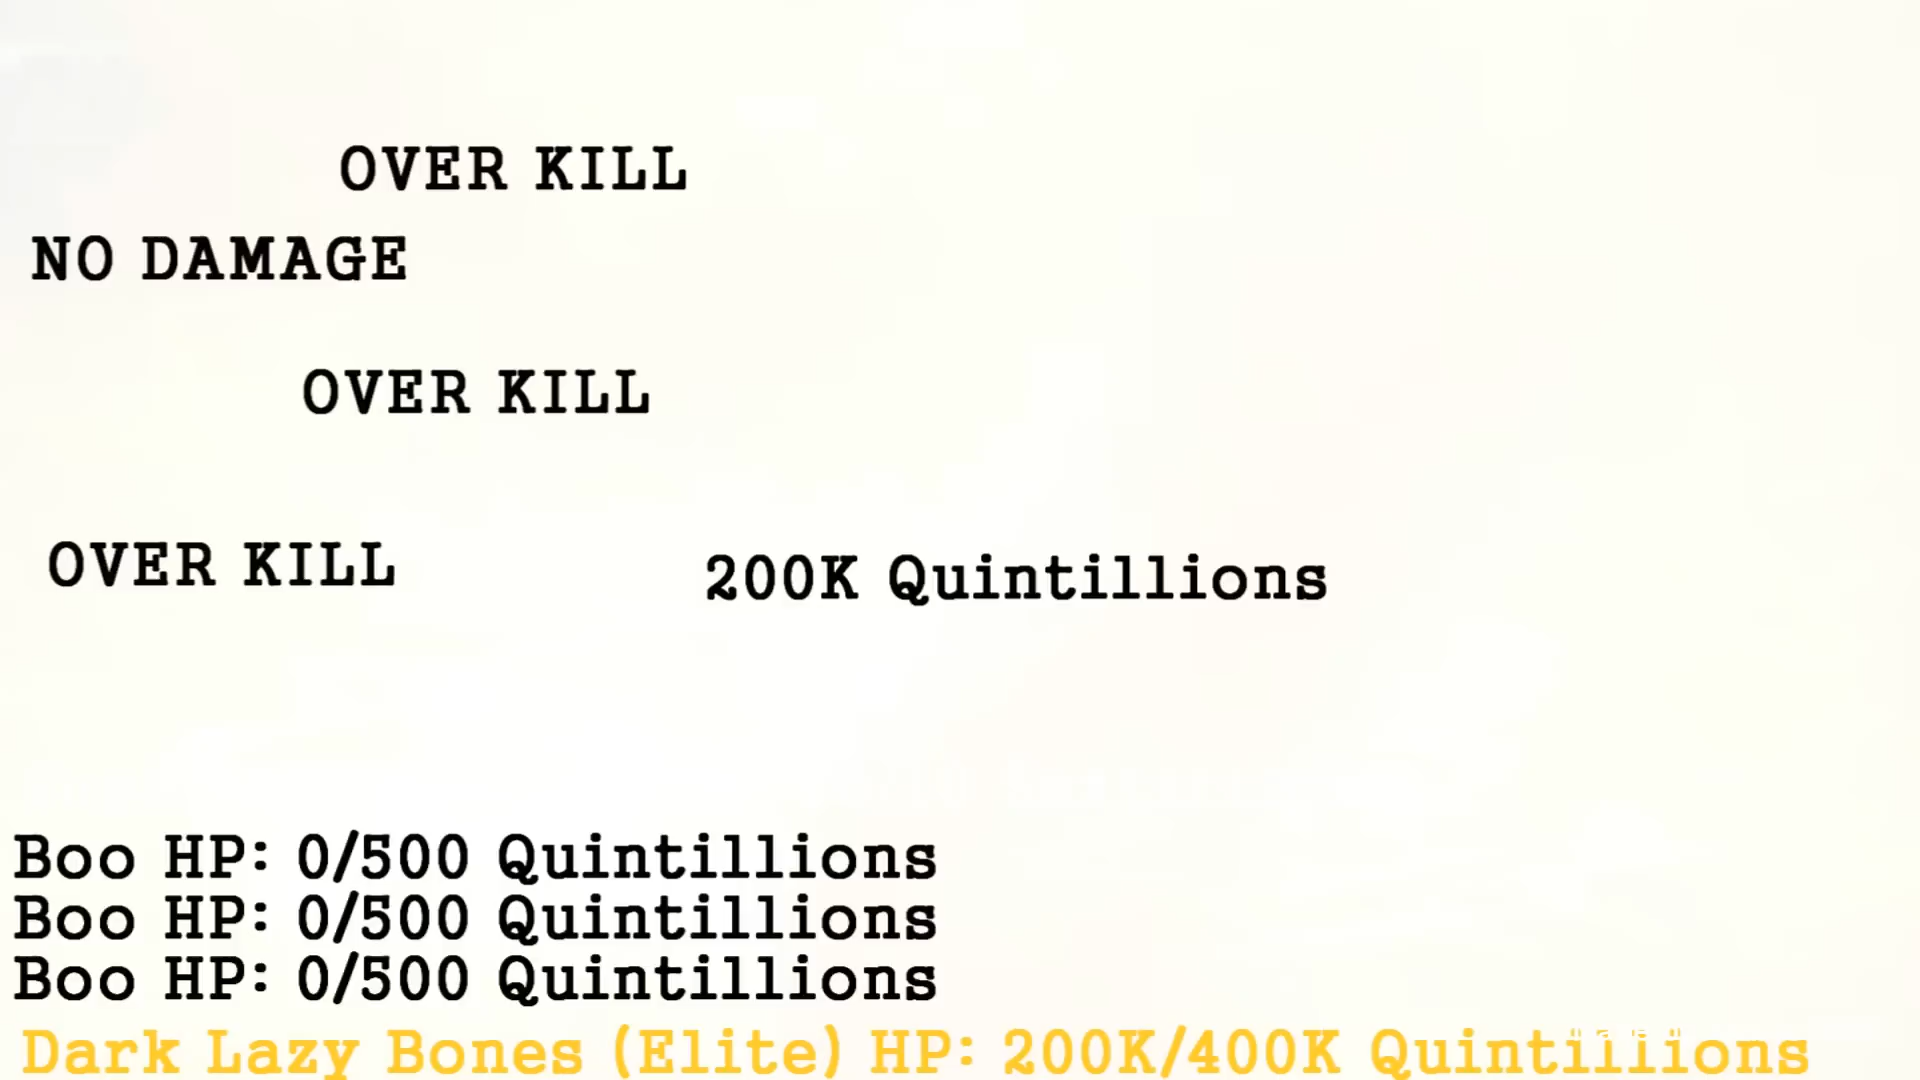 OVER KILL
NO DAMAGE
OVER KILL
OVER KILL
200K Quintillions
Boo HP: 0/500 Quintillions
Boo HP: 0/500 Quintillions
Boo HP: 0/500 Quintillions
Dark Lazy Bones (Elite) HP: 200K/400K Quintillions